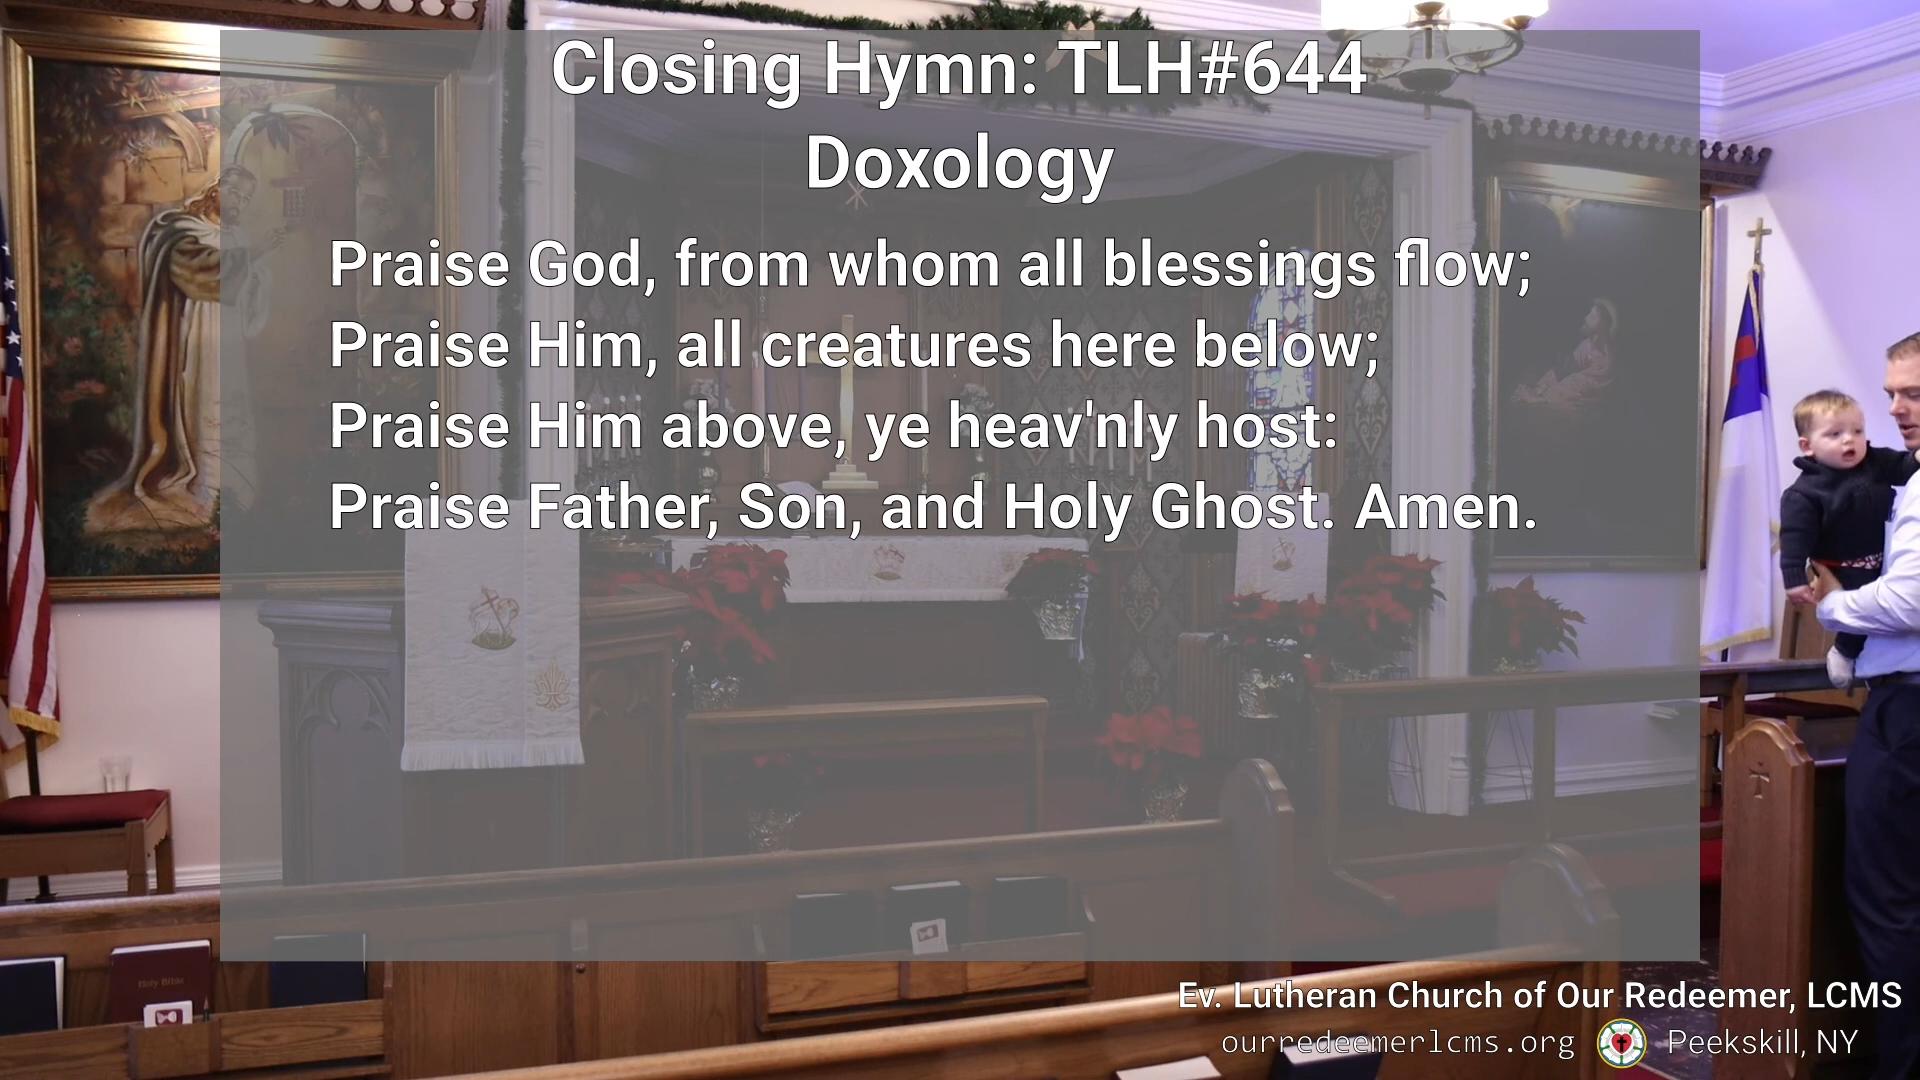 Closing Hymn: TLH#644
Doxology
Praise God, from whom all blessings flow;
Praise Him, all creatures here below;
Praise Him above, ye heav'nly host:
Praise Father, Son, and Holy Ghost. Amen.
Holy Bible
Ev. Lutheran Church of Our Redeemer, LCMS
ourredeemerlcms.org
Peekskill, NY